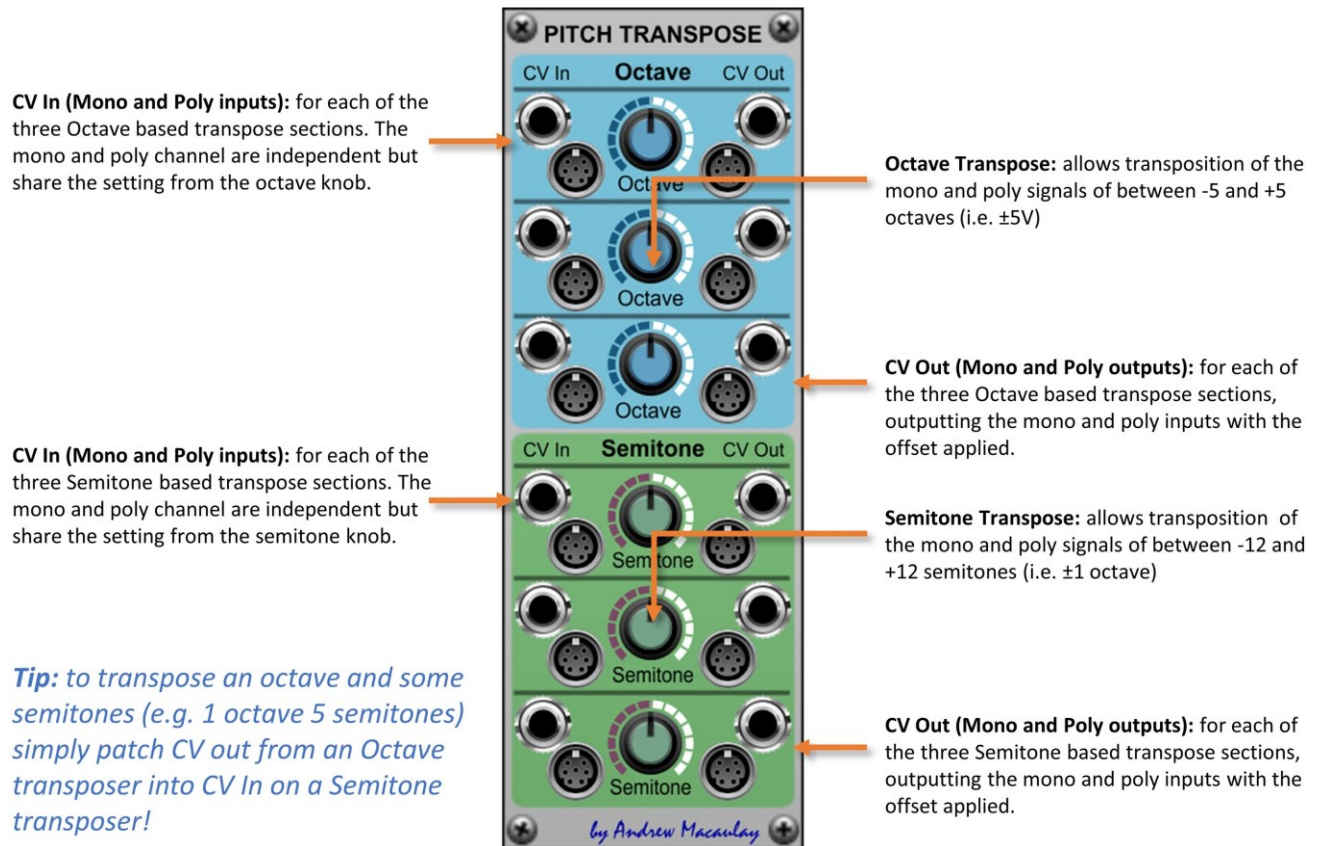 PITCH TRANSPOSE
CV In Octave CV Out
Octave
Octave
Octave
CV In Semitone CV Out
Semitone
Semitone
Semitone
by Andrew Macaulay
CV In (Mono and Poly inputs): for each of the
three Octave based transpose sections. The
mono and poly channel are independent but
share the setting from the octave knob.
CV In (Mono and Poly inputs): for each of the
three Semitone based transpose sections. The
mono and poly channel are independent but
share the setting from the semitone knob.
Tip: to transpose an octave and some
semitones (e.g. 1 octave 5 semitones)
simply patch CV out from an Octave
transposer into CV In on a Semitone
transposer!
Octave Transpose: allows transposition of the
mono and poly signals of between -5 and +5
octaves (i.e. ±5V)
CV Out (Mono and Poly outputs): for each of
the three Octave based transpose sections,
outputting the mono and poly inputs with the
offset applied.
Semitone Transpose: allows transposition of
the mono and poly signals of between -12 and
+12 semitones (i.e. ±1 octave)
CV Out (Mono and Poly outputs): for each of
the three Semitone based transpose sections,
outputting the mono and poly inputs with the
offset applied.